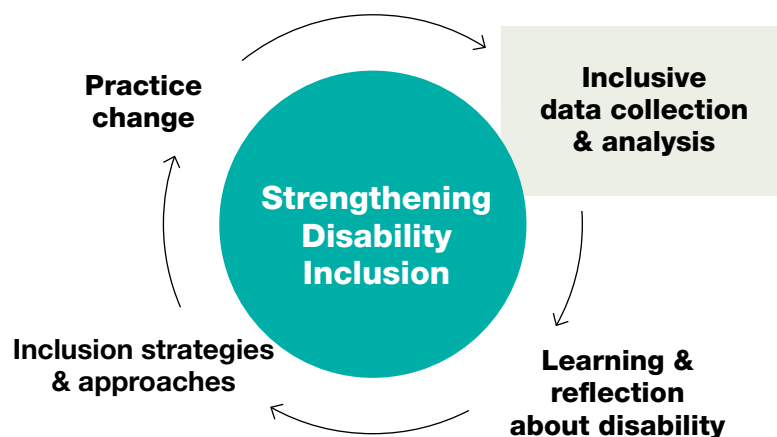 Practice
change
Inclusive
data collection
& analysis
Strengthening
Disability
Inclusion
Inclusion strategies
& approaches
Learning &
reflection
about disability